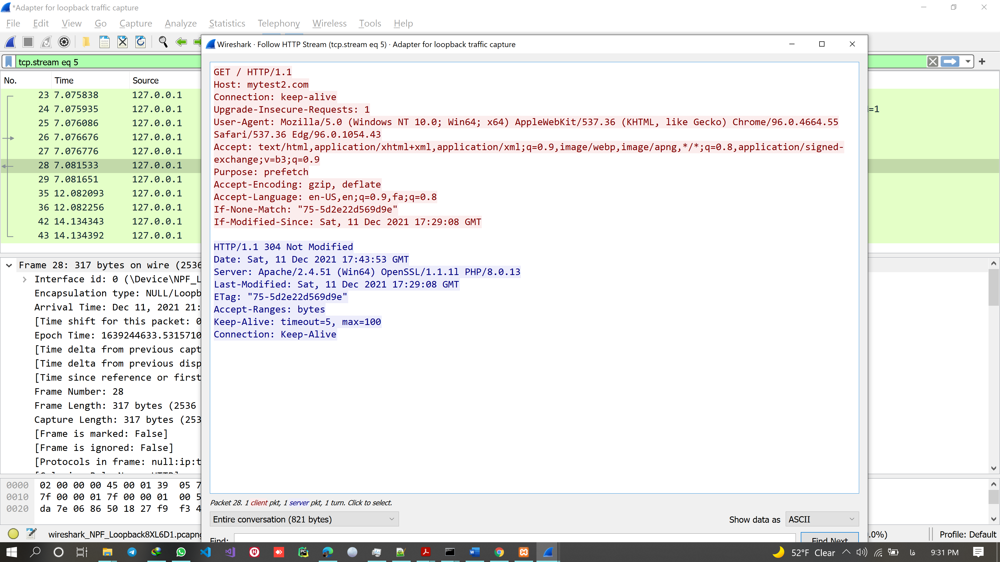 *Adapter for loopback traffic capture
File Edit View Go Capture Analyze Statistics Telephony Wireless Tools Help
tcp.stream eq 5
No. Time Source
23 7.075838 127.0.0.1
24 7.075935 127.0.0.1
25 7.076086 127.0.0.1
26 7.076676 127.0.0.1
27 7.076776 127.0.0.1
28 7.081533 127.0.0.1
29 7.081651 127.0.0.1
35 12.082093 127.0.0.1
36 12.082256 127.0.0.1
42 14.134343 127.0.0.1
43 14.134392 127.0.0.1
=1
Frame 28: 317 bytes on wire (2536
Interface id: 0 (\Device\NPF_L
Encapsulation type: NULL/Loopb
Arrival Time: Dec 11, 2021 21:
[Time shift for this packet: 0
Epoch Time: 1639244633.5315710
[Time delta from previous capt
[Time delta from previous disp
[Time since reference or first
Frame Number: 28
Frame Length: 317 bytes (2536
Capture Length: 317 bytes (253
[Frame is marked: False]
[Frame is ignored: False]
[Protocols in frame: null:ip:t
0000 02 00 00 00 45 00 01 39 05 7
0010 7f 00 00 01 7f 00 00 01 00 5
0020 da 7e 06 86 50 18 27 f9 f3 4
Wireshark · Follow HTTP Stream (tcp.stream eq 5) · Adapter for loopback traffic capture
GET / HTTP/1.1
Host: mytest2.com
Connection: keep-alive
Upgrade-Insecure-Requests: 1
User-Agent: Mozilla/5.0 (Windows NT 10.0; Win64; x64) AppleWebKit/537.36 (KHTML, like Gecko) Chrome/96.0.4664.55
Safari/537.36 Edg/96.0.1054.43
Accept: text/html,application/xhtml+xml,application/xml;q=0.9,image/webp,image/apng,*/*;q=0.8,application/signed-
exchange;v=b3;q=0.9
Purpose: prefetch
Accept-Encoding: gzip, deflate
Accept-Language: en-US,en;q=0.9,fa;q=0.8
If-None-Match: "75-5d2e22d569d9e"
If-Modified-Since: Sat, 11 Dec 2021 17:29:08 GMT
HTTP/1.1 304 Not Modified
Date: Sat, 11 Dec 2021 17:43:53 GMT
Server: Apache/2.4.51 (Win64) OpenSSL/1.1.1l PHP/8.0.13
Last-Modified: Sat, 11 Dec 2021 17:29:08 GMT
ETag: "75-5d2e22d569d9e"
Accept-Ranges: bytes
Keep-Alive: timeout=5, max=100
Connection: Keep-Alive
Packet 28. 1 client pkt, 1 server pkt, 1 turn. Click to select.
Entire conversation (821 bytes) Show data as ASCII
Find: Find Next
wireshark_NPF_Loopback8XL6D1.pcapng .0%) Profile: Default
52°F Clear فا 9:31 PM